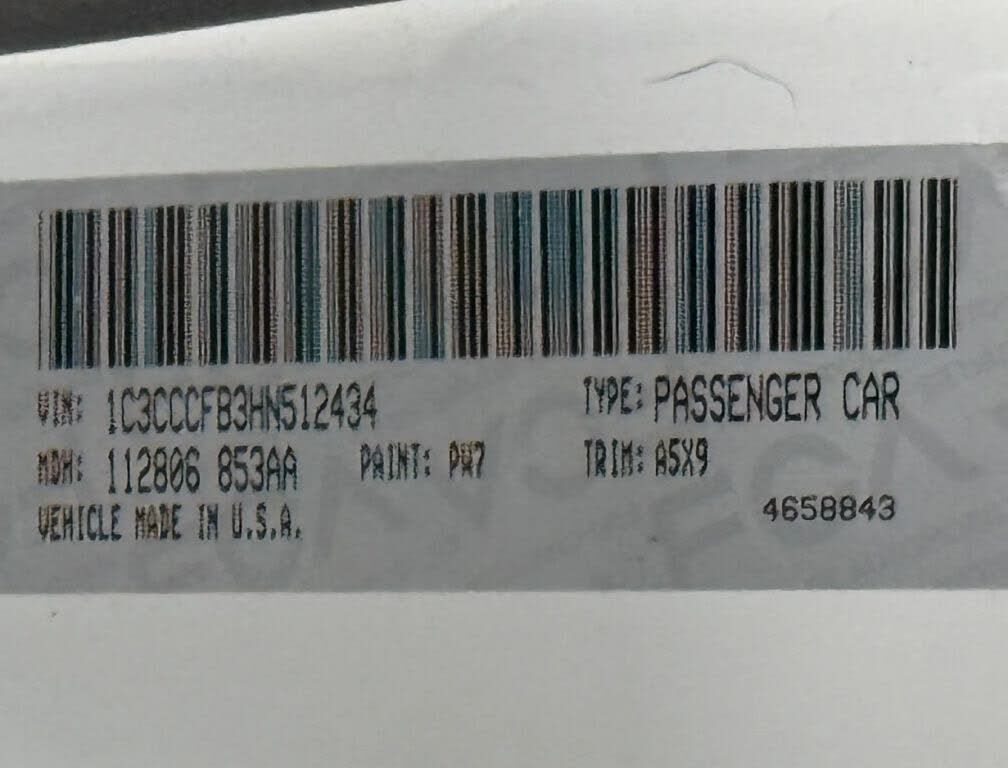 VIN: 1C3CCCFB3HN512434 TYPE: PASSENGER CAR
MDH: 112806 853AA PAINT: PW7 TRIM: A5X9
VEHICLE MADE IN U.S.A. 4658843